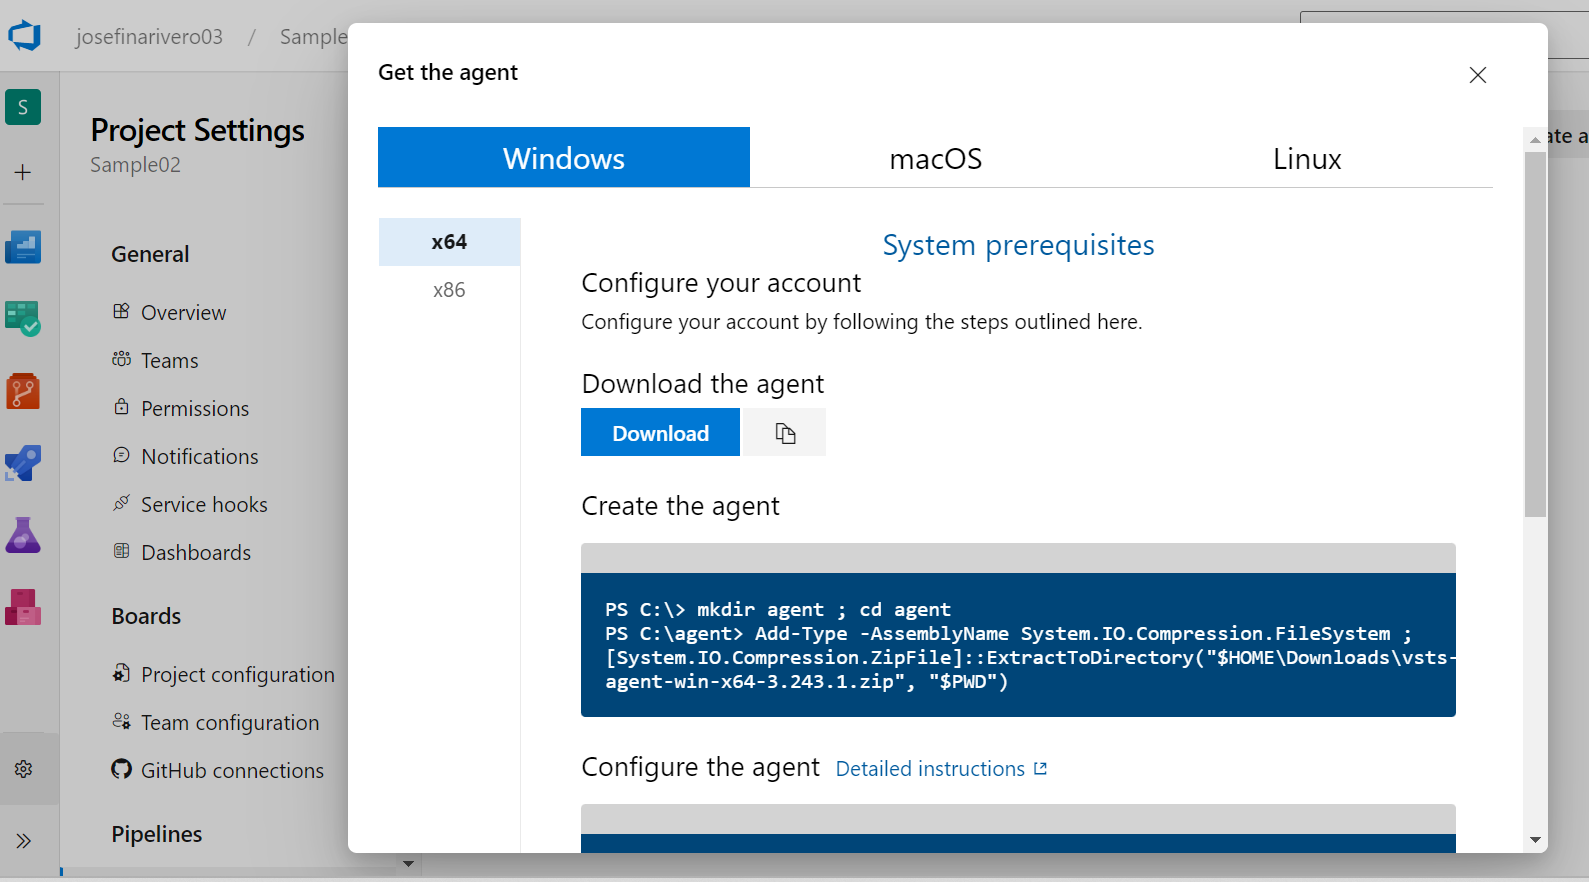 josefinarivero03 / Sample
S
Project Settings
Sample02
General
Overview
Teams
Permissions
Notifications
Service hooks
Dashboards
Boards
Project configuration
Team configuration
GitHub connections
Pipelines
Get the agent
Windows
macOS
Linux
x64
x86
System prerequisites
Configure your account
Configure your account by following the steps outlined here.
Download the agent
Download
Create the agent
PS C:\> mkdir agent ; cd agent
PS C:\agent> Add-Type -AssemblyName System.IO.Compression.FileSystem ;
[System.IO.Compression.ZipFile]::ExtractToDirectory("$HOME\Downloads\vsts-
agent-win-x64-3.243.1.zip", "$PWD")
Configure the agent Detailed instructions